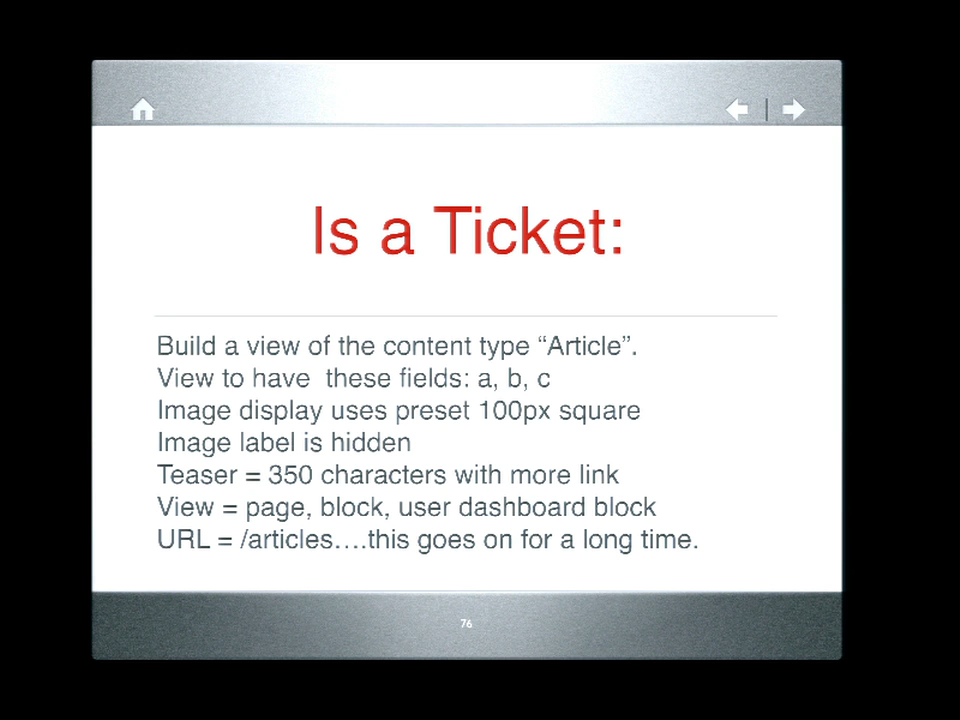 Is a Ticket:
Build a view of the content type “Article”.
View to have  these fields: a, b, c
Image display uses preset 100px square
Image label is hidden
Teaser = 350 characters with more link
View = page, block, user dashboard block
URL = /articles….this goes on for a long time.
76